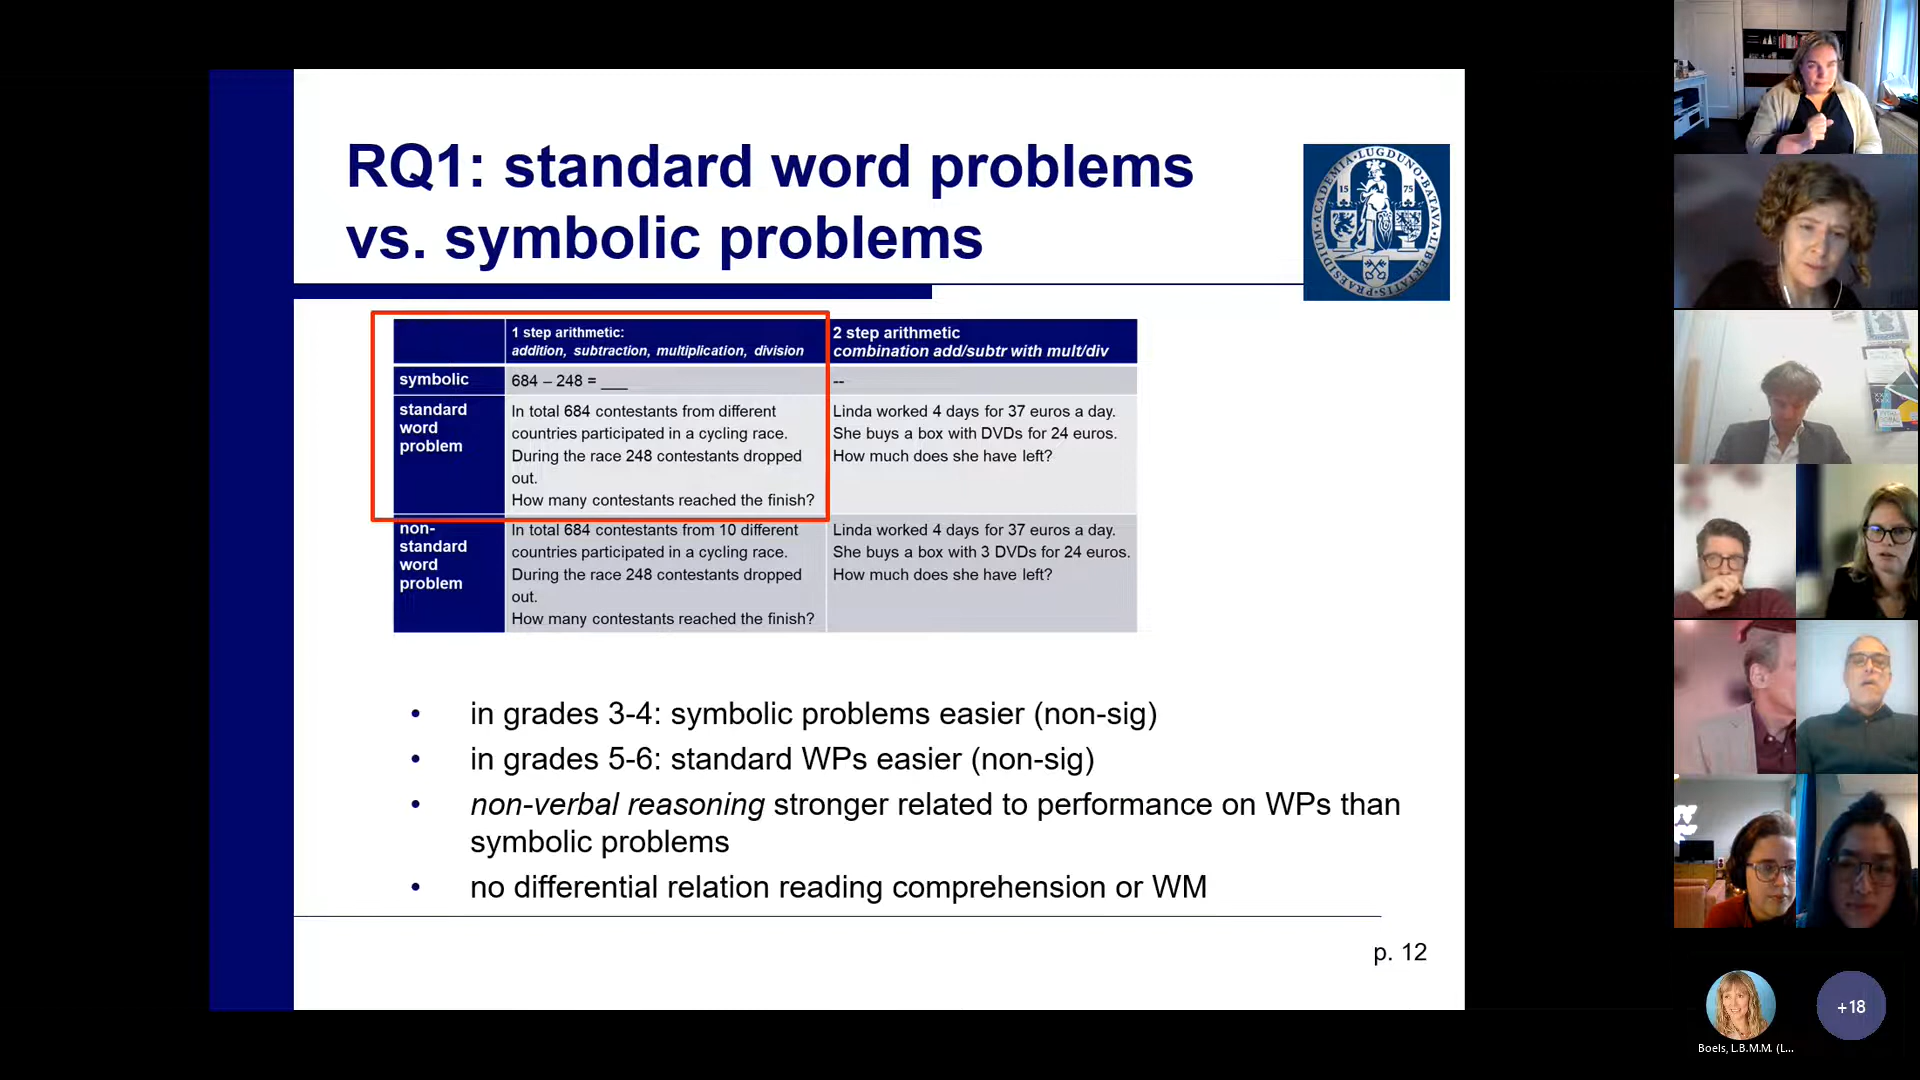 RQ1: standard word problems
vs. symbolic problems
ACADEMIA·LUGDUNO·BATAVA·LIBERTATIS·PRAESIDIUM
15 75
1 step arithmetic:
addition, subtraction, multiplication, division
2 step arithmetic
combination add/subtr with mult/div
symbolic
684 – 248 = ___
--
standard
word
problem
In total 684 contestants from different
countries participated in a cycling race.
During the race 248 contestants dropped
out.
How many contestants reached the finish?
Linda worked 4 days for 37 euros a day.
She buys a box with DVDs for 24 euros.
How much does she have left?
non-
standard
word
problem
In total 684 contestants from 10 different
countries participated in a cycling race.
During the race 248 contestants dropped
out.
How many contestants reached the finish?
Linda worked 4 days for 37 euros a day.
She buys a box with 3 DVDs for 24 euros.
How much does she have left?
• in grades 3-4: symbolic problems easier (non-sig)
• in grades 5-6: standard WPs easier (non-sig)
• non-verbal reasoning stronger related to performance on WPs than
symbolic problems
• no differential relation reading comprehension or WM
p. 12
+18
Boels, L.B.M.M. (L...